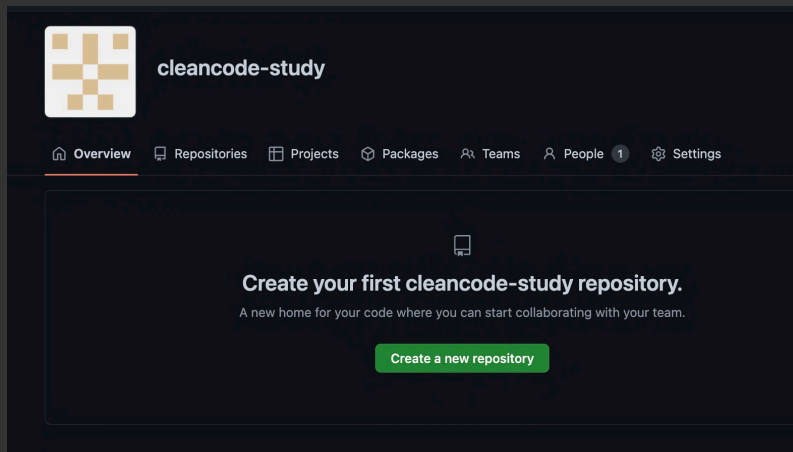 cleancode-study
Overview Repositories Projects Packages Teams People 1 Settings
Create your first cleancode-study repository.
A new home for your code where you can start collaborating with your team.
Create a new repository